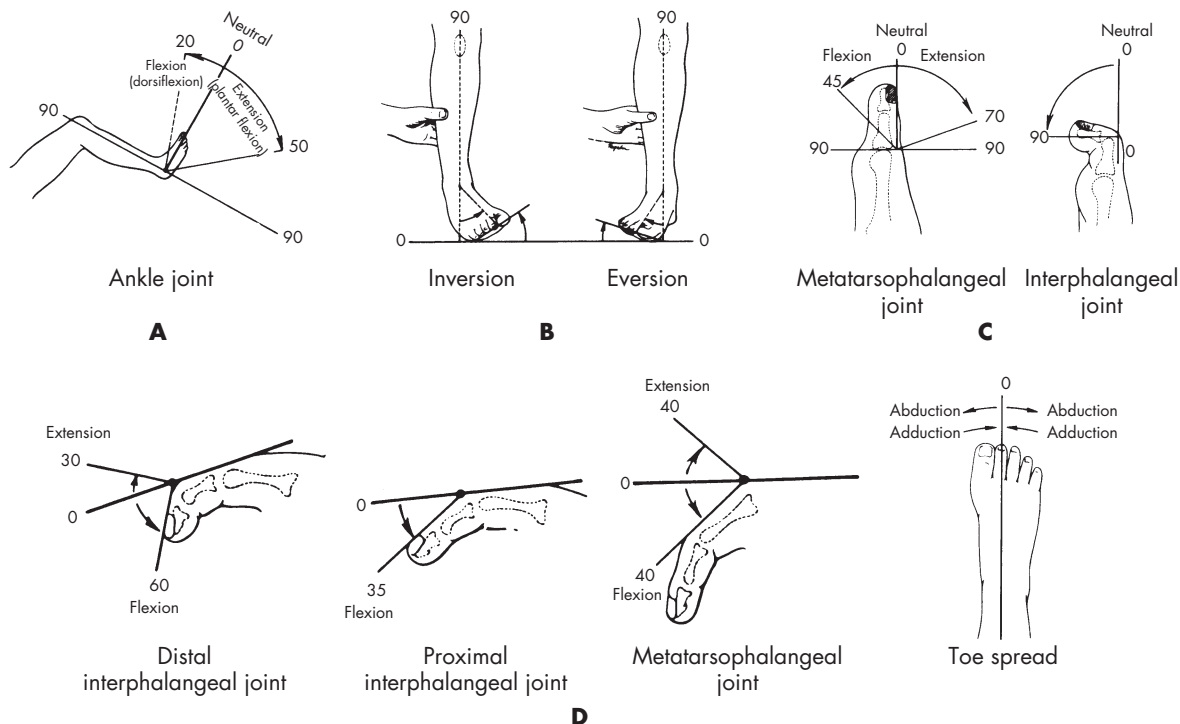 Neutral
0
20
Flexion
(dorsiflexion)
Extension
(plantar flexion)
50
90
90
Ankle joint
A
90
0
Inversion
90
0
Eversion
B
Neutral
0
Flexion
Extension
45
70
90
90
Metatarsophalangeal
joint
Neutral
0
90
0
Interphalangeal
joint
C
Extension
30
0
60
Flexion
Distal
interphalangeal joint
0
35
Flexion
Proximal
interphalangeal joint
Extension
40
0
40
Flexion
Metatarsophalangeal
joint
D
0
Abduction
Abduction
Adduction
Adduction
Toe spread